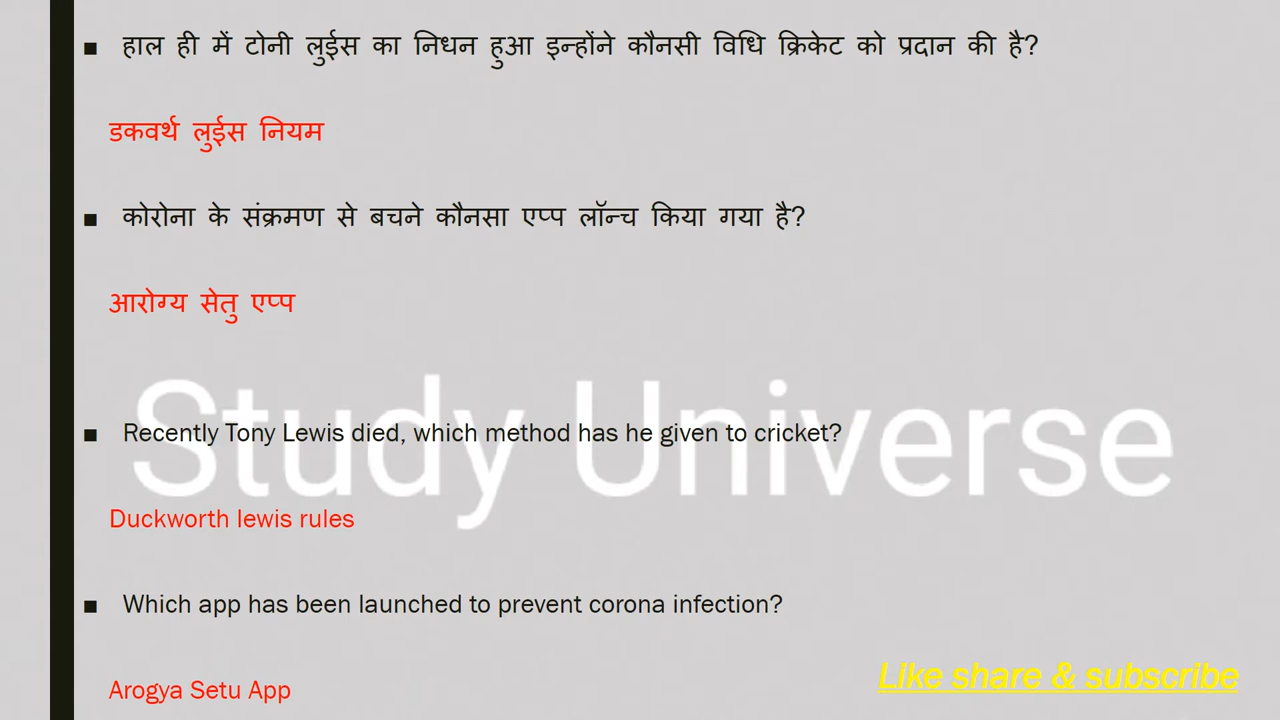 ▪ हाल ही में टोनी लुईस का निधन हुआ इन्होंने कौनसी विधि क्रिकेट को प्रदान की है?
डकवर्थ लुईस नियम
▪ कोरोना के संक्रमण से बचने कौनसा एप्प लॉन्च किया गया है?
आरोग्य सेतु एप्प
Study Universe
▪ Recently Tony Lewis died, which method has he given to cricket?
Duckworth lewis rules
▪ Which app has been launched to prevent corona infection?
Like share & subscribe
Arogya Setu App